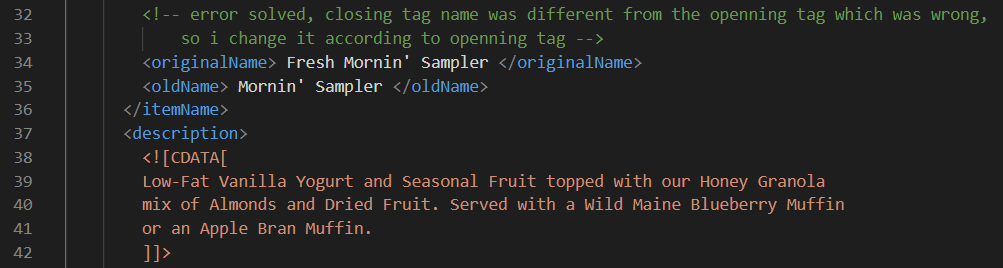 32 <!-- error solved, closing tag name was different from the openning tag which was wrong,
33 so i change it according to openning tag -->
34 <originalName> Fresh Mornin' Sampler </originalName>
35 <oldName> Mornin' Sampler </oldName>
36 </itemName>
37 <description>
38 <![CDATA[
39 Low-Fat Vanilla Yogurt and Seasonal Fruit topped with our Honey Granola
40 mix of Almonds and Dried Fruit. Served with a Wild Maine Blueberry Muffin
41 or an Apple Bran Muffin.
42 ]]>